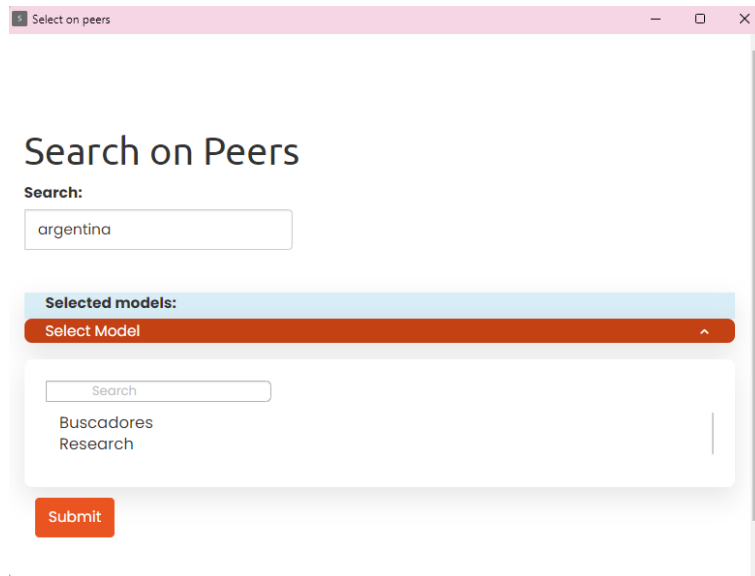 S Select on peers
Search on Peers
Search:
argentina
Selected models:
Select Model
Search
Buscadores
Research
Submit